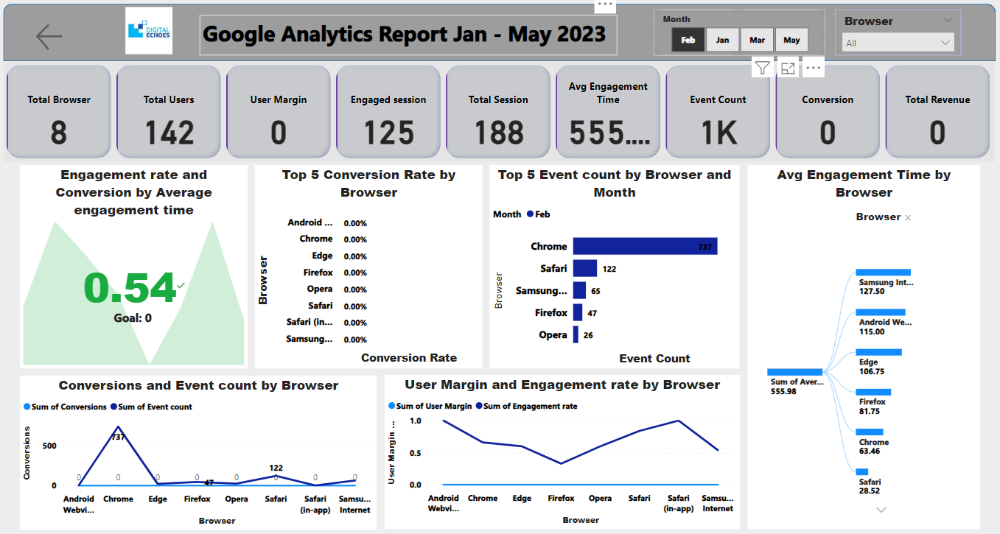 DIGITAL
ECHOES
Google Analytics Report Jan - May 2023
Month
Feb Jan Mar May
Browser
All
Total Browser
8
Total Users
142
User Margin
0
Engaged session
125
Total Session
188
Avg Engagement
Time
555....
Event Count
1K
Conversion
0
Total Revenue
0
Engagement rate and
Conversion by Average
engagement time
0.54
Goal: 0
Top 5 Conversion Rate by
Browser
Browser
Android ... 0.00%
Chrome 0.00%
Edge 0.00%
Firefox 0.00%
Opera 0.00%
Safari 0.00%
Safari (in... 0.00%
Samsung... 0.00%
Conversion Rate
Top 5 Event count by Browser and
Month
Month Feb
Browser
Chrome 737
Safari 122
Samsung... 65
Firefox 47
Opera 26
Event Count
Avg Engagement Time by
Browser
Browser ×
Sum of Aver...
555.98
Samsung Int...
127.50
Android We...
115.00
Edge
106.75
Firefox
81.75
Chrome
63.46
Safari
28.52
Conversions and Event count by Browser
Sum of Conversions Sum of Event count
Conversions
500
0
737
47
122
0 0 0 0 0 0 0 0
Android
Webvi...
Chrome
Edge
Firefox
Opera
Safari
Safari
(in-app)
Samsu...
Internet
Browser
User Margin and Engagement rate by Browser
Sum of User Margin Sum of Engagement rate
User Margin ...
1.0
0.5
0.0
Android
Webvi...
Chrome
Edge
Firefox
Opera
Safari
Safari
(in-app)
Samsu...
Internet
Browser